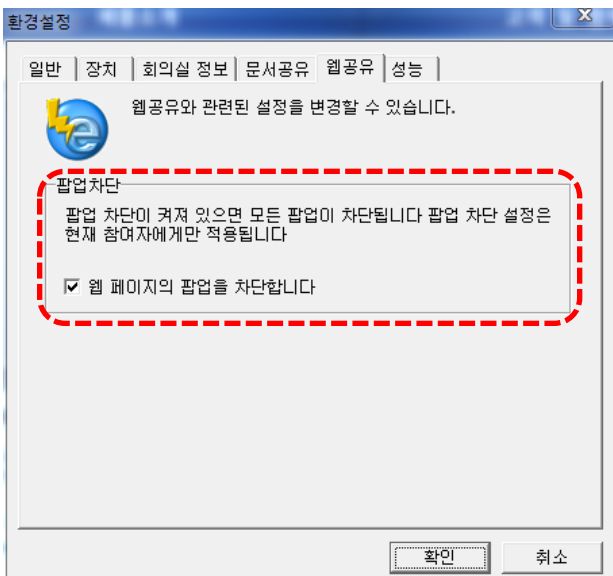 환경설정
일반 장치 회의실 정보 문서공유 웹공유 성능
웹공유와 관련된 설정을 변경할 수 있습니다.
팝업차단
팝업 차단이 켜져 있으면 모든 팝업이 차단됩니다 팝업 차단 설정은
현재 참여자에게만 적용됩니다
웹 페이지의 팝업을 차단합니다
확인 취소